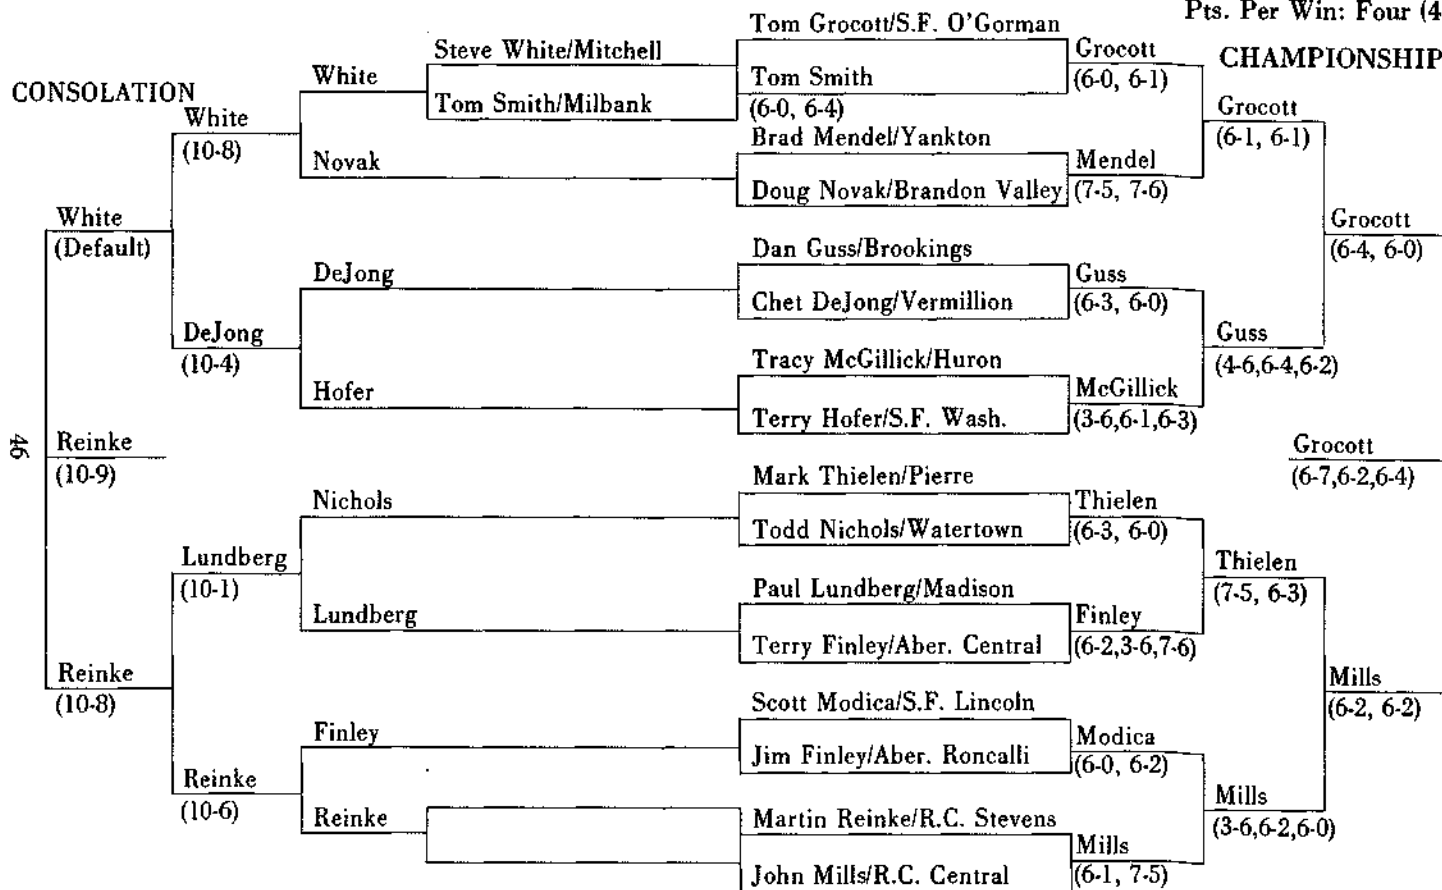 Pts. Per Win: Four (4
CHAMPIONSHIP
CONSOLATION
White
(Default)
Reinke
(10-9)
Reinke
(10-8)
White
(10-8)
DeJong
(10-4)
Lundberg
(10-1)
Reinke
(10-6)
White
Novak
DeJong
Hofer
Nichols
Lundberg
Finley
Reinke
Steve White/Mitchell
Tom Smith/Milbank
Tom Grocott/S.F. O'Gorman
Tom Smith
(6-0, 6-4)
Brad Mendel/Yankton
Doug Novak/Brandon Valley
Dan Guss/Brookings
Chet DeJong/Vermillion
Tracy McGillick/Huron
Terry Hofer/S.F. Wash.
Mark Thielen/Pierre
Todd Nichols/Watertown
Paul Lundberg/Madison
Terry Finley/Aber. Central
Scott Modica/S.F. Lincoln
Jim Finley/Aber. Roncalli
Martin Reinke/R.C. Stevens
John Mills/R.C. Central
Grocott
(6-0, 6-1)
Mendel
(7-5, 7-6)
Guss
(6-3, 6-0)
McGillick
(3-6,6-1,6-3)
Thielen
(6-3, 6-0)
Finley
(6-2,3-6,7-6)
Modica
(6-0, 6-2)
Mills
(6-1, 7-5)
Grocott
(6-1, 6-1)
Guss
(4-6,6-4,6-2)
Thielen
(7-5, 6-3)
Mills
(3-6,6-2,6-0)
Grocott
(6-4, 6-0)
Mills
(6-2, 6-2)
Grocott
(6-7,6-2,6-4)
46